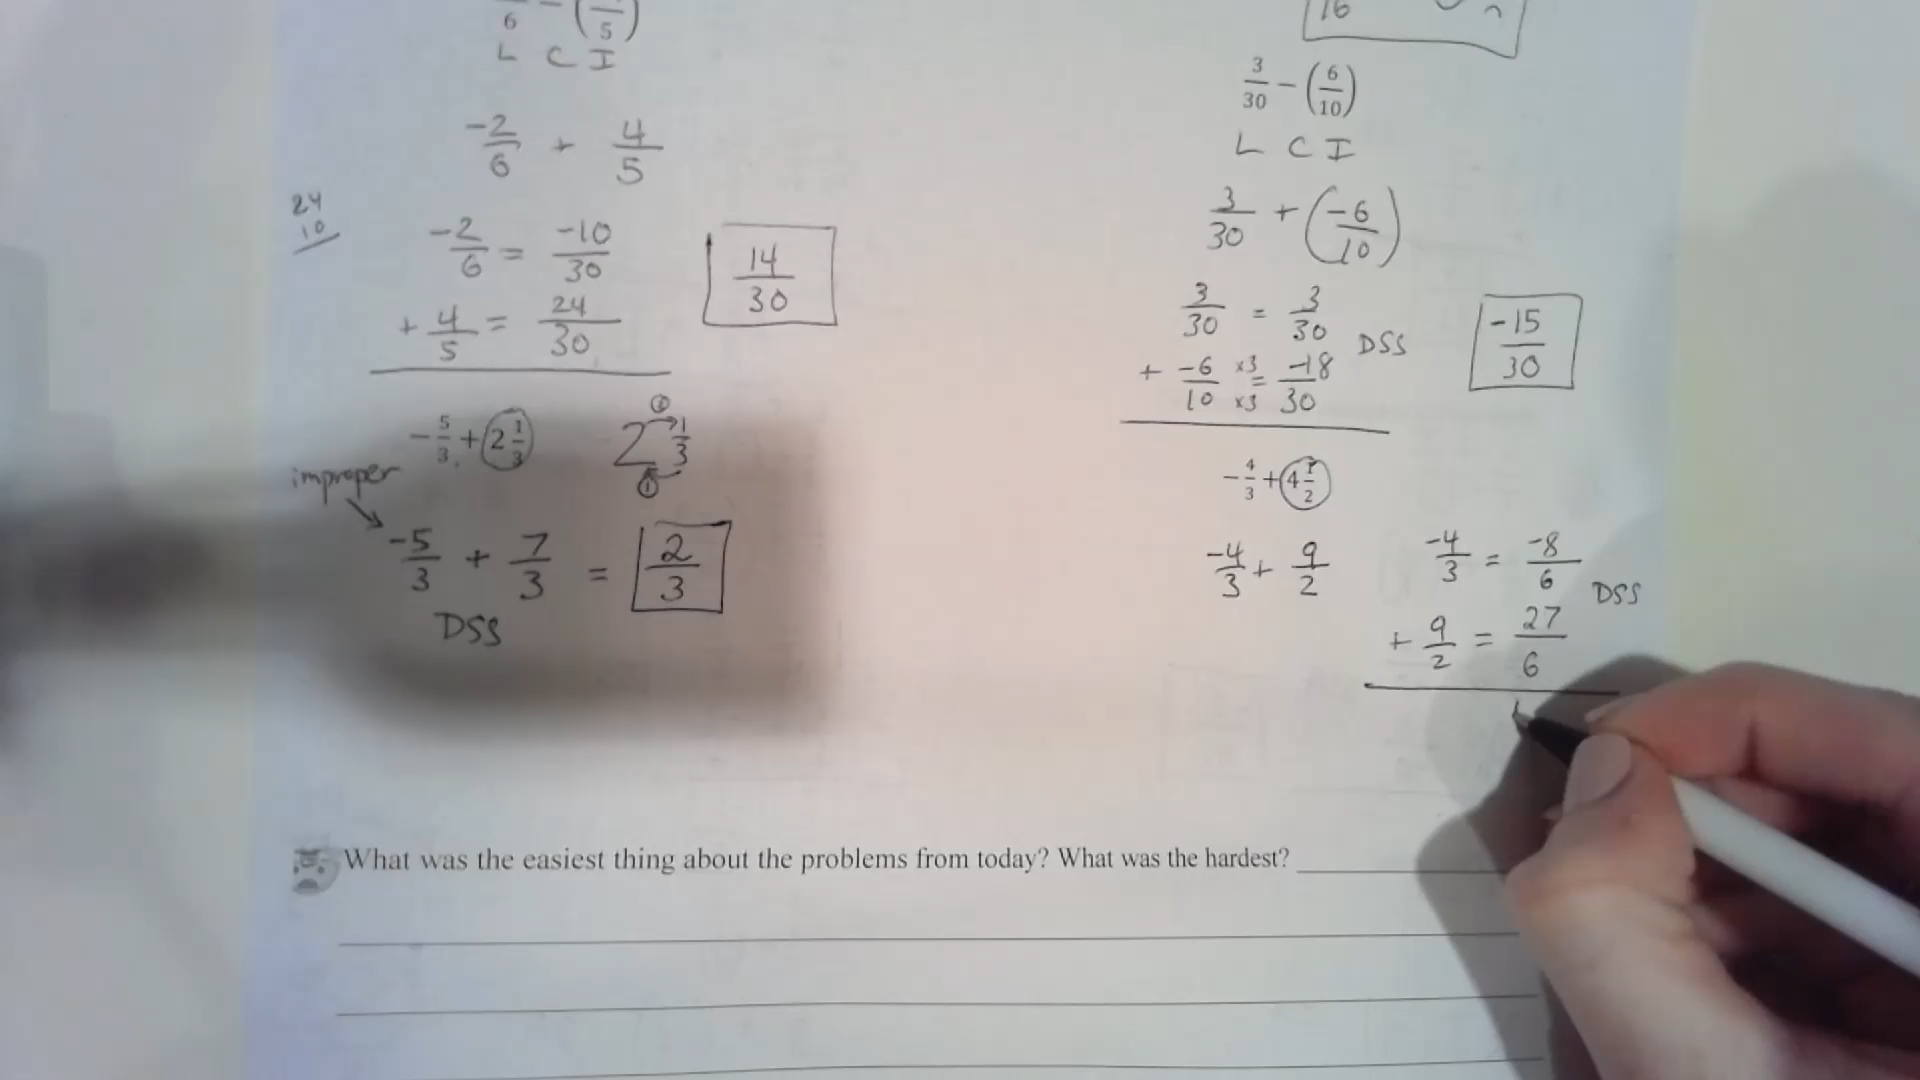 6 - ( 5 )
L C I
-2/6 + 4/5
24
10
-2/6 = -10/30
+ 4/5 = 24/30
14/30
-5/3 + 2 1/3
2 1/3
improper
-5/3 + 7/3 = 2/3
DSS
16
3/30 - (6/10)
L C I
3/30 + (-6/10)
3/30 = 3/30 DSS
+ -6/10 x3 = x3 -18/30
-15/30
-4/3 + 4 1/2
-4/3 + 9/2
-4/3 = -8/6 DSS
+ 9/2 = 27/6
What was the easiest thing about the problems from today? What was the hardest?